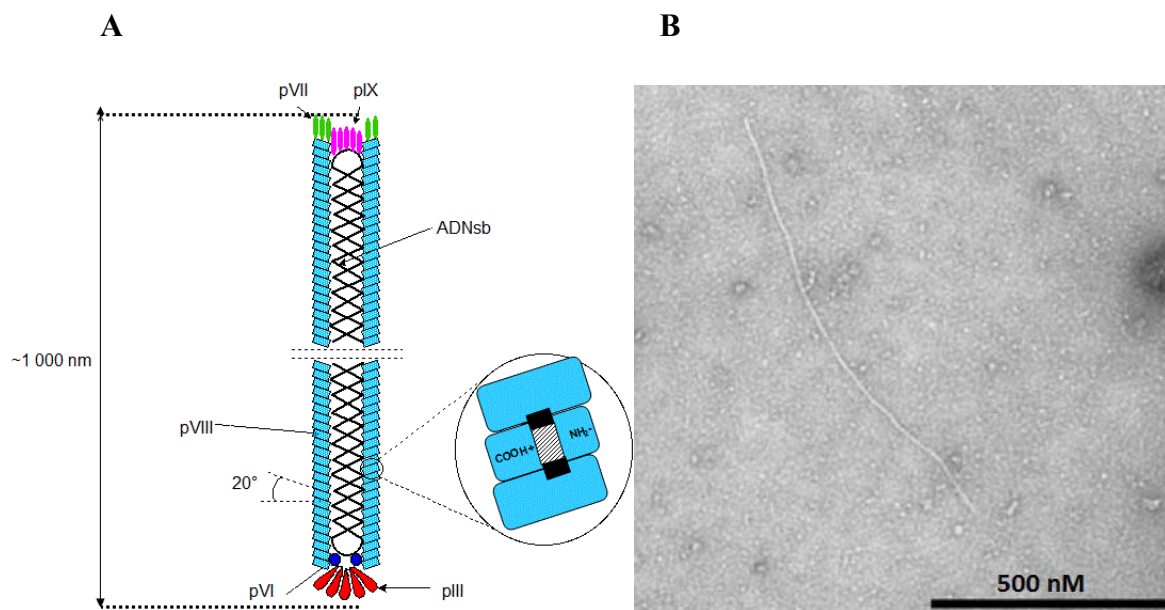 A
B
pVII
pIX
ADNsb
~1 000 nm
pVIII
COOH+
NH2-
20°
pVI
pIII
500 nM